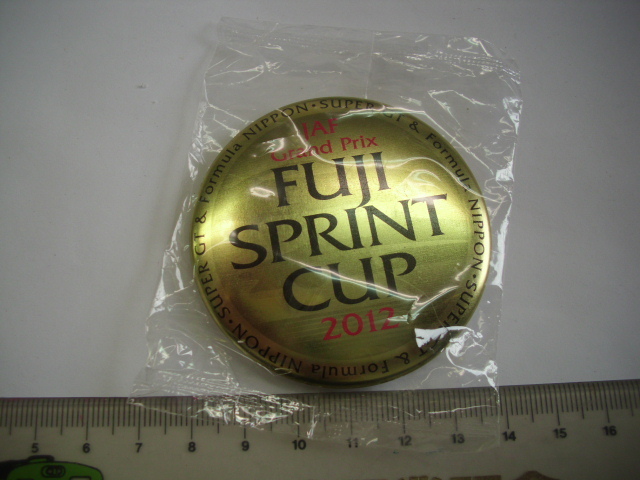 SUPER GT & Formula NIPPON・SUPER GT & Formula NIPPON・SUPER GT & Formula NIPPON・
JAF
Grand Prix
FUJI
SPRINT
CUP
2012
5 6 7 8 9 10 11 12 13 14 15 16